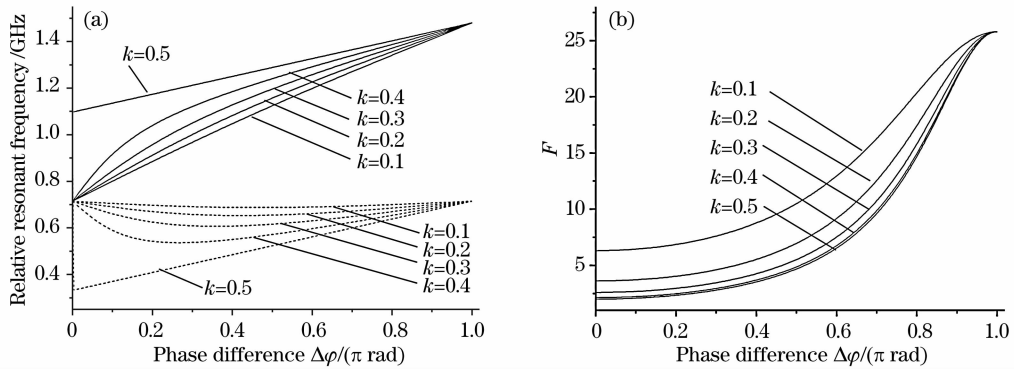 (a)
Relative resonant frequency /GHz
1.4
1.2
1.0
0.8
0.6
0.4
k=0.5
k=0.4
k=0.3
k=0.2
k=0.1
k=0.1
k=0.2
k=0.3
k=0.4
k=0.5
0 0.2 0.4 0.6 0.8 1.0
Phase difference Δφ/(π rad)
(b)
F
25
20
15
10
5
k=0.1
k=0.2
k=0.3
k=0.4
k=0.5
0 0.2 0.4 0.6 0.8 1.0
Phase difference Δφ/(π rad)